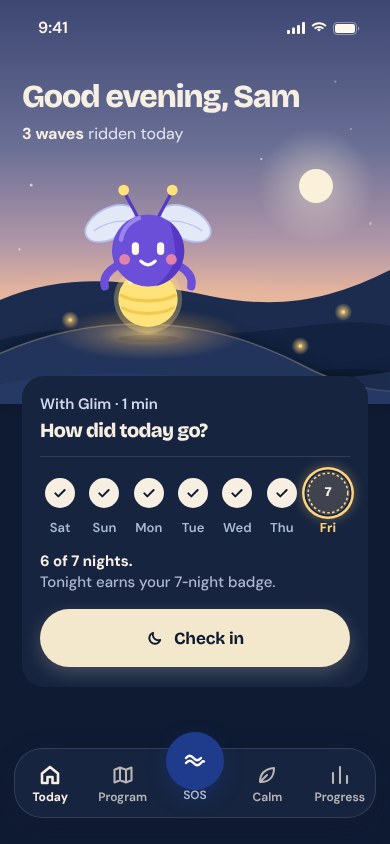 9:41
Good evening, Sam
3 waves ridden today
With Glim · 1 min
How did today go?
7
Sat Sun Mon Tue Wed Thu Fri
6 of 7 nights.
Tonight earns your 7-night badge.
Check in
Today Program SOS Calm Progress